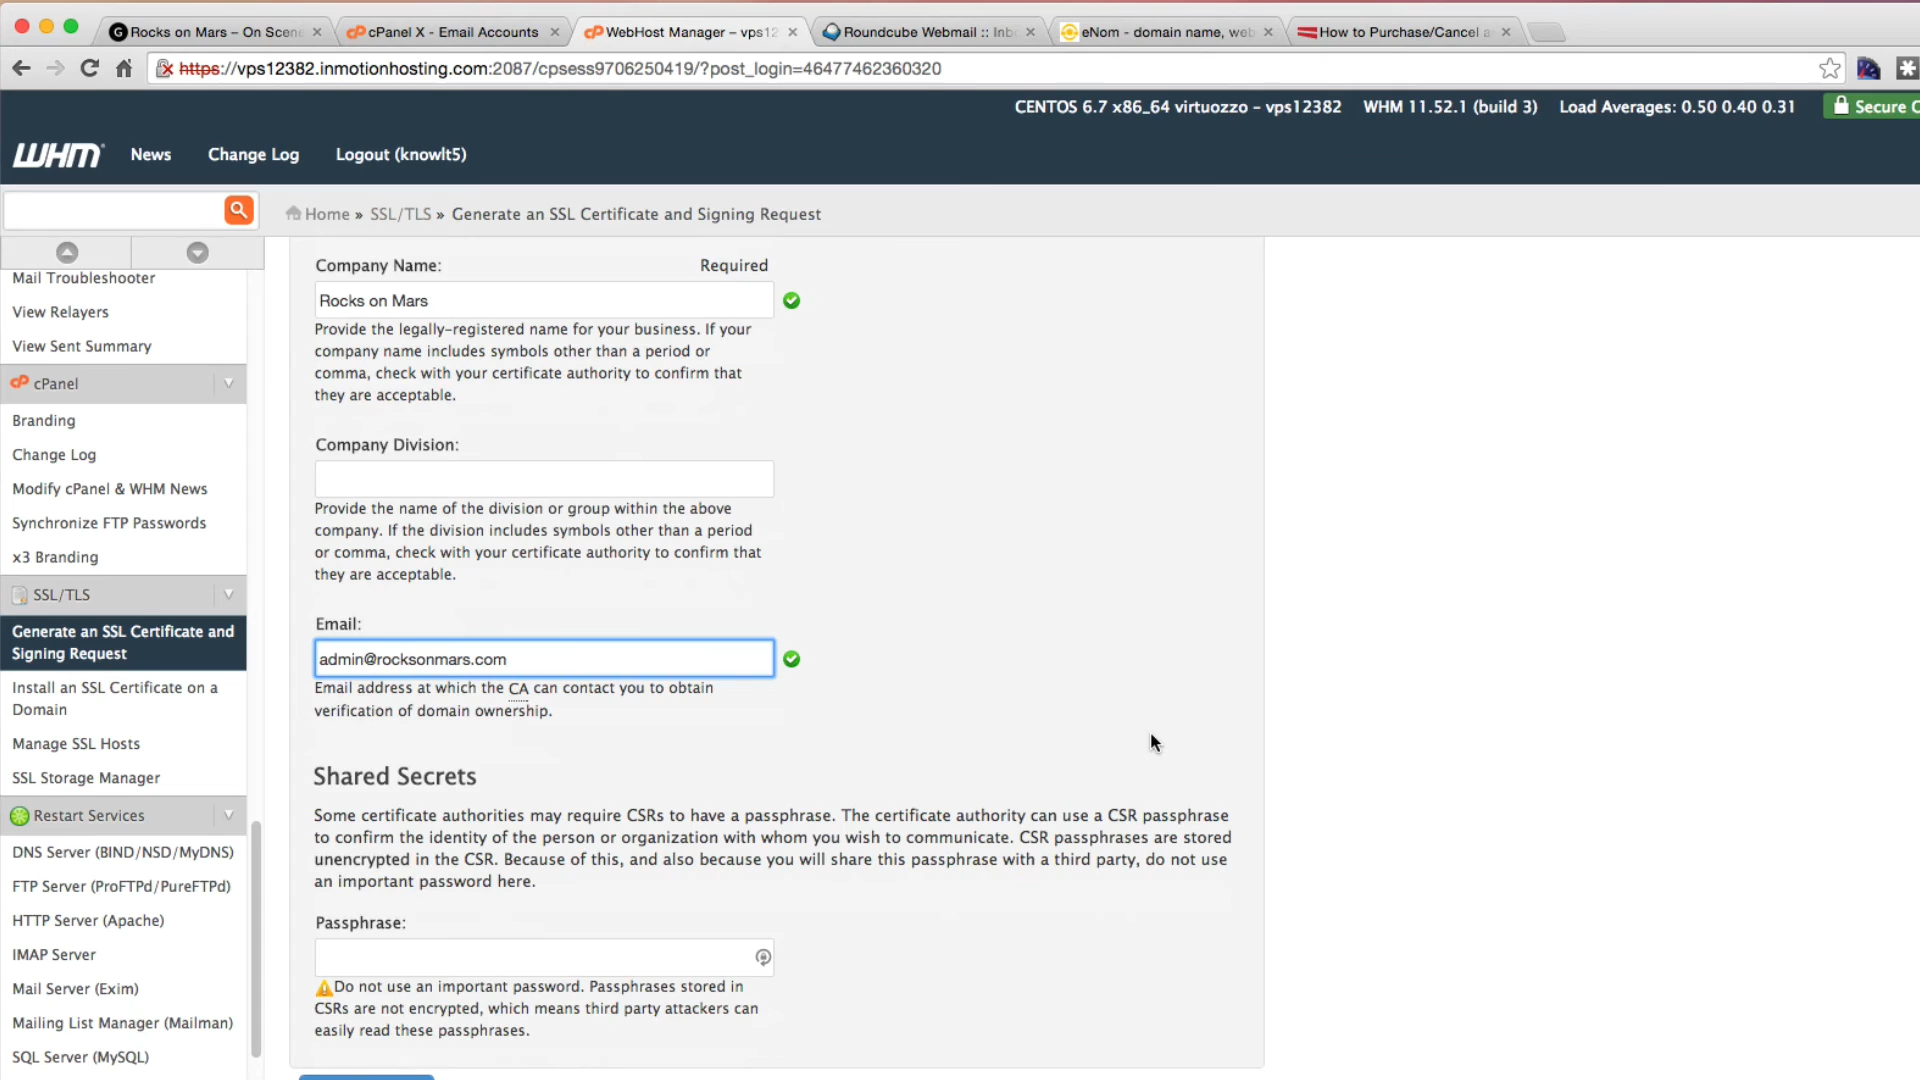 Rocks on Mars – On Scene
cPanel X - Email Accounts
WebHost Manager – vps12
Roundcube Webmail :: Inb
eNom - domain name, web
How to Purchase/Cancel a
https://vps12382.inmotionhosting.com:2087/cpsess9706250419/?post_login=46477462360320
CENTOS 6.7 x86_64 virtuozzo – vps12382 WHM 11.52.1 (build 3) Load Averages: 0.50 0.40 0.31 Secure C
WHM News Change Log Logout (knowlt5)
Home » SSL/TLS » Generate an SSL Certificate and Signing Request
Mail Troubleshooter
View Relayers
View Sent Summary
cPanel
Branding
Change Log
Modify cPanel & WHM News
Synchronize FTP Passwords
x3 Branding
SSL/TLS
Generate an SSL Certificate and
Signing Request
Install an SSL Certificate on a
Domain
Manage SSL Hosts
SSL Storage Manager
Restart Services
DNS Server (BIND/NSD/MyDNS)
FTP Server (ProFTPd/PureFTPd)
HTTP Server (Apache)
IMAP Server
Mail Server (Exim)
Mailing List Manager (Mailman)
SQL Server (MySQL)
Company Name: Required
Rocks on Mars
Provide the legally-registered name for your business. If your
company name includes symbols other than a period or
comma, check with your certificate authority to confirm that
they are acceptable.
Company Division:
Provide the name of the division or group within the above
company. If the division includes symbols other than a period
or comma, check with your certificate authority to confirm that
they are acceptable.
Email:
admin@rocksonmars.com
Email address at which the CA can contact you to obtain
verification of domain ownership.
Shared Secrets
Some certificate authorities may require CSRs to have a passphrase. The certificate authority can use a CSR passphrase
to confirm the identity of the person or organization with whom you wish to communicate. CSR passphrases are stored
unencrypted in the CSR. Because of this, and also because you will share this passphrase with a third party, do not use
an important password here.
Passphrase:
Do not use an important password. Passphrases stored in
CSRs are not encrypted, which means third party attackers can
easily read these passphrases.